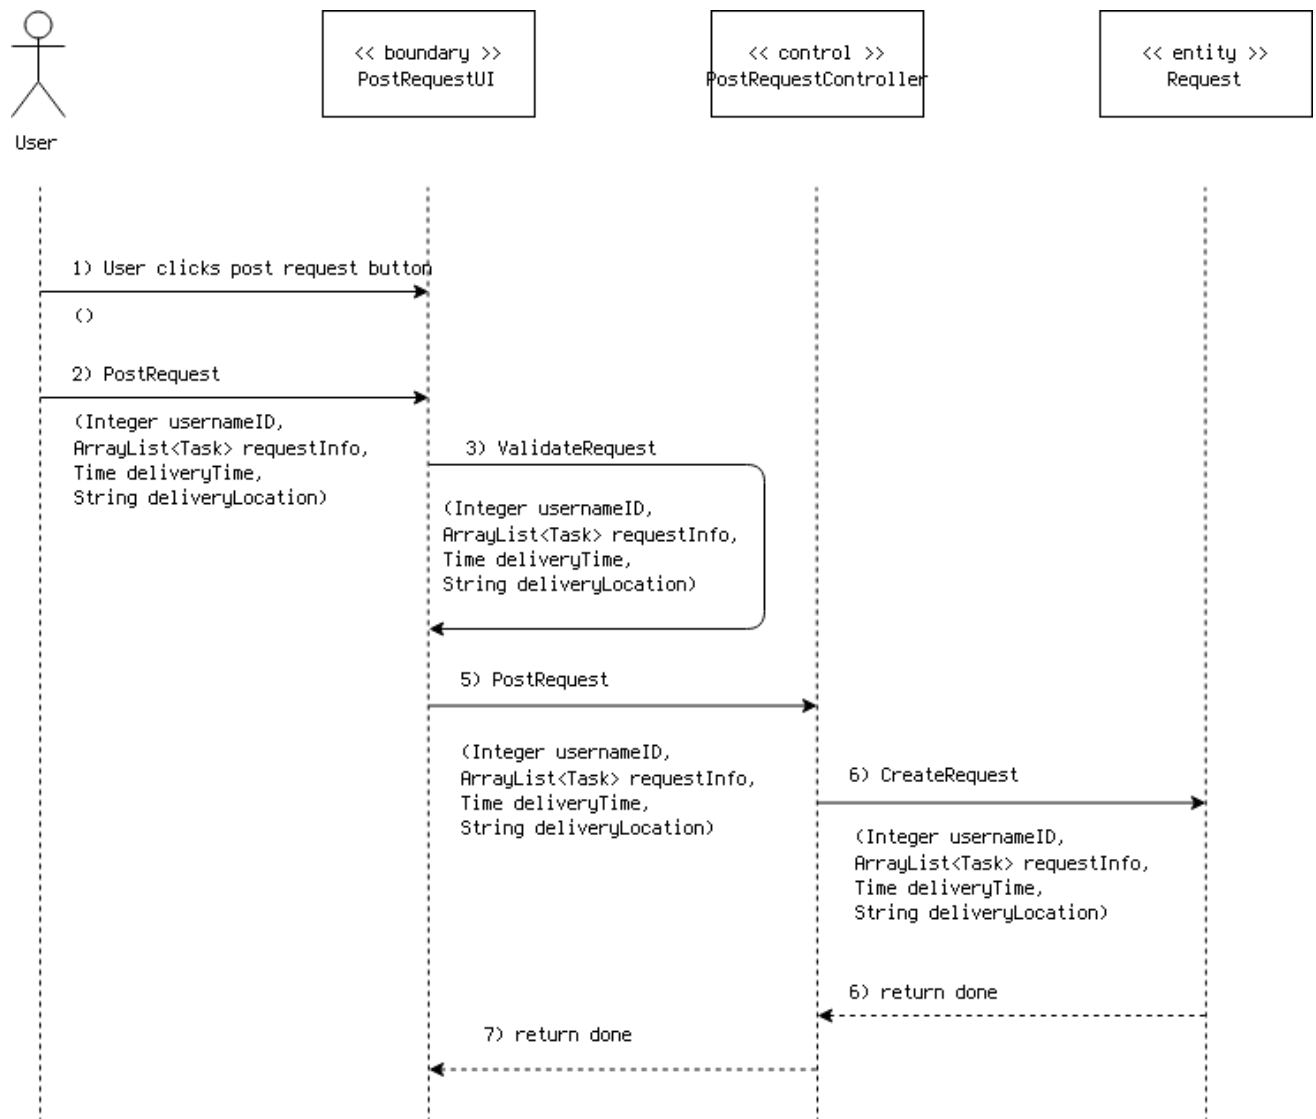 << boundary >>
PostRequestUI
<< control >>
PostRequestController
<< entity >>
Request
User
1) User clicks post request button
()
2) PostRequest
(Integer usernameID,
ArrayList<Task> requestInfo,
Time deliveryTime,
String deliveryLocation)
3) ValidateRequest
(Integer usernameID,
ArrayList<Task> requestInfo,
Time deliveryTime,
String deliveryLocation)
5) PostRequest
(Integer usernameID,
ArrayList<Task> requestInfo,
Time deliveryTime,
String deliveryLocation)
6) CreateRequest
(Integer usernameID,
ArrayList<Task> requestInfo,
Time deliveryTime,
String deliveryLocation)
6) return done
7) return done